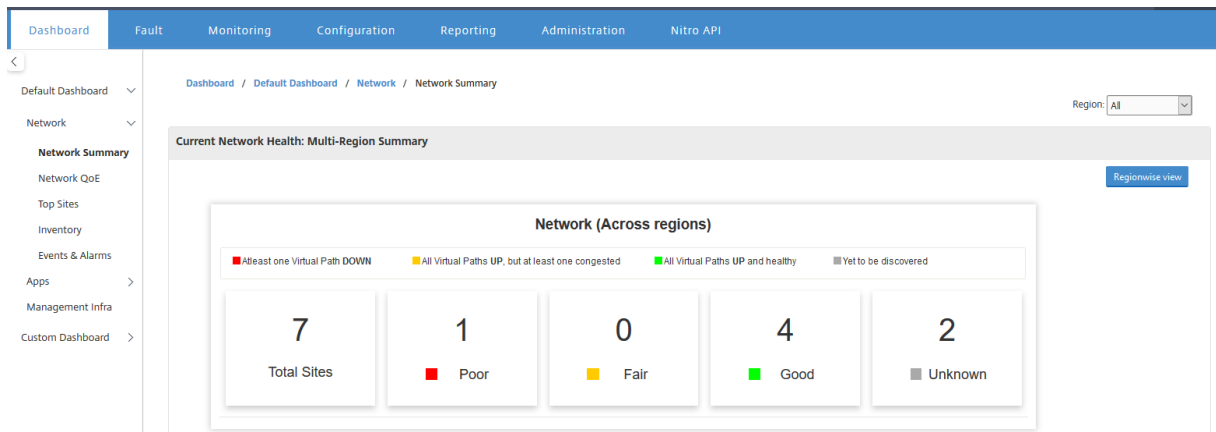 Dashboard Fault Monitoring Configuration Reporting Administration Nitro API
Default Dashboard
Network
Network Summary
Network QoE
Top Sites
Inventory
Events & Alarms
Apps
Management Infra
Custom Dashboard
Dashboard / Default Dashboard / Network / Network Summary
Region: All
Current Network Health: Multi-Region Summary
Regionwise view
Network (Across regions)
Atleast one Virtual Path DOWN All Virtual Paths UP, but at least one congested All Virtual Paths UP and healthy Yet to be discovered
7 1 0 4 2
Total Sites Poor Fair Good Unknown